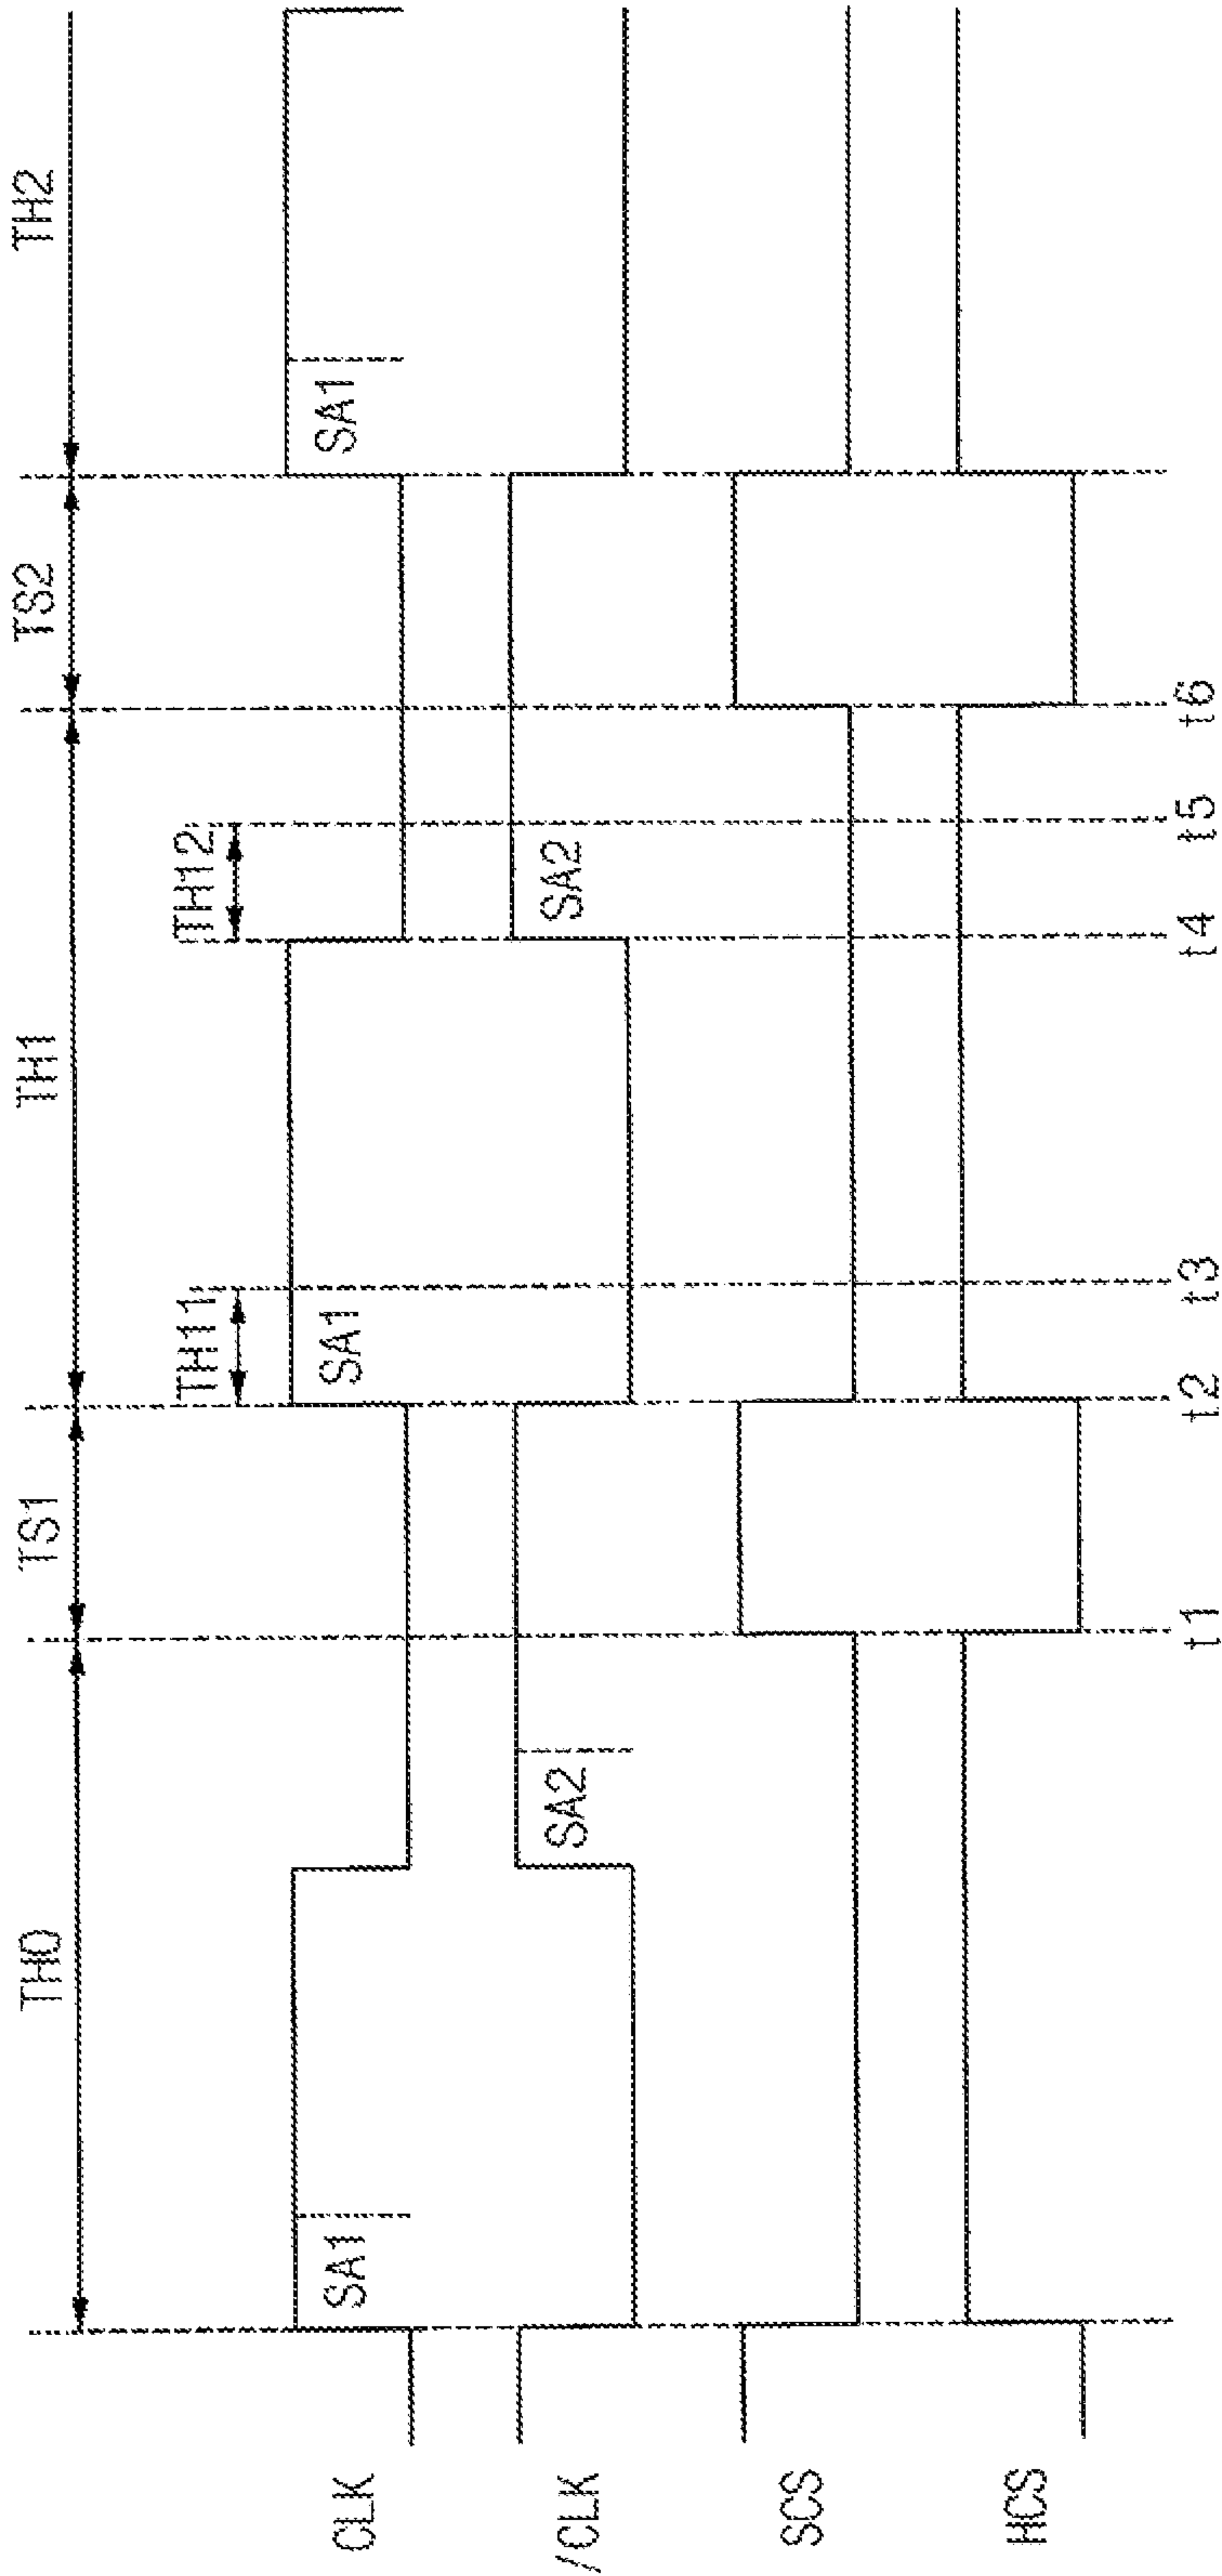 TH0 TS1 TH1 TS2 TH2
TH11 TH12
CLK SA1 SA1 SA1
/CLK SA2 SA2
SCS
HCS
t1 t2 t3 t4 t5 t6